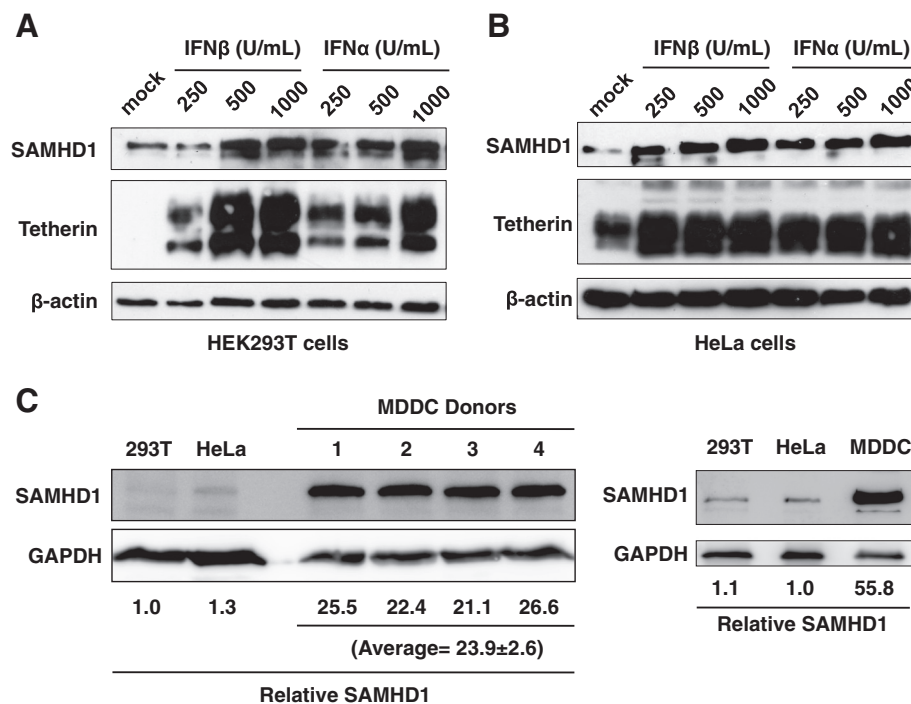 A
IFNβ (U/mL) IFNα (U/mL)
mock 250 500 1000 250 500 1000
SAMHD1
Tetherin
β-actin
HEK293T cells
B
IFNβ (U/mL) IFNα (U/mL)
mock 250 500 1000 250 500 1000
SAMHD1
Tetherin
β-actin
HeLa cells
C
MDDC Donors
293T HeLa 1 2 3 4
SAMHD1
GAPDH
1.0 1.3 25.5 22.4 21.1 26.6
(Average= 23.9±2.6)
Relative SAMHD1
293T HeLa MDDC
SAMHD1
GAPDH
1.1 1.0 55.8
Relative SAMHD1